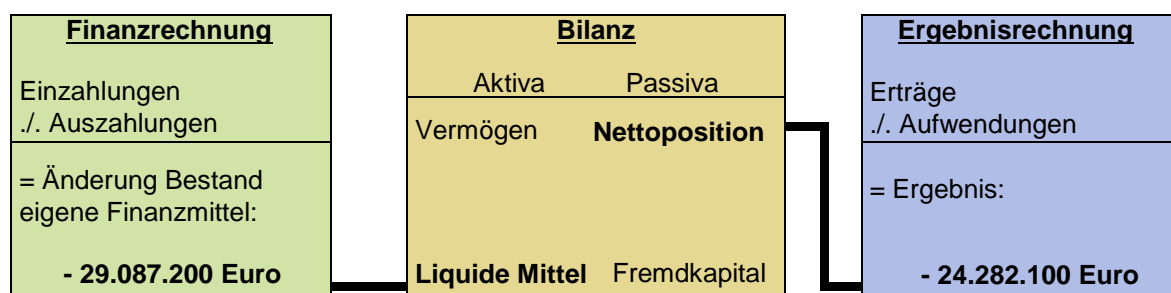 Finanzrechnung
Einzahlungen
./. Auszahlungen
= Änderung Bestand
eigene Finanzmittel:
- 29.087.200 Euro
Bilanz
Aktiva Passiva
Vermögen Nettoposition
Liquide Mittel Fremdkapital
Ergebnisrechnung
Erträge
./. Aufwendungen
= Ergebnis:
- 24.282.100 Euro